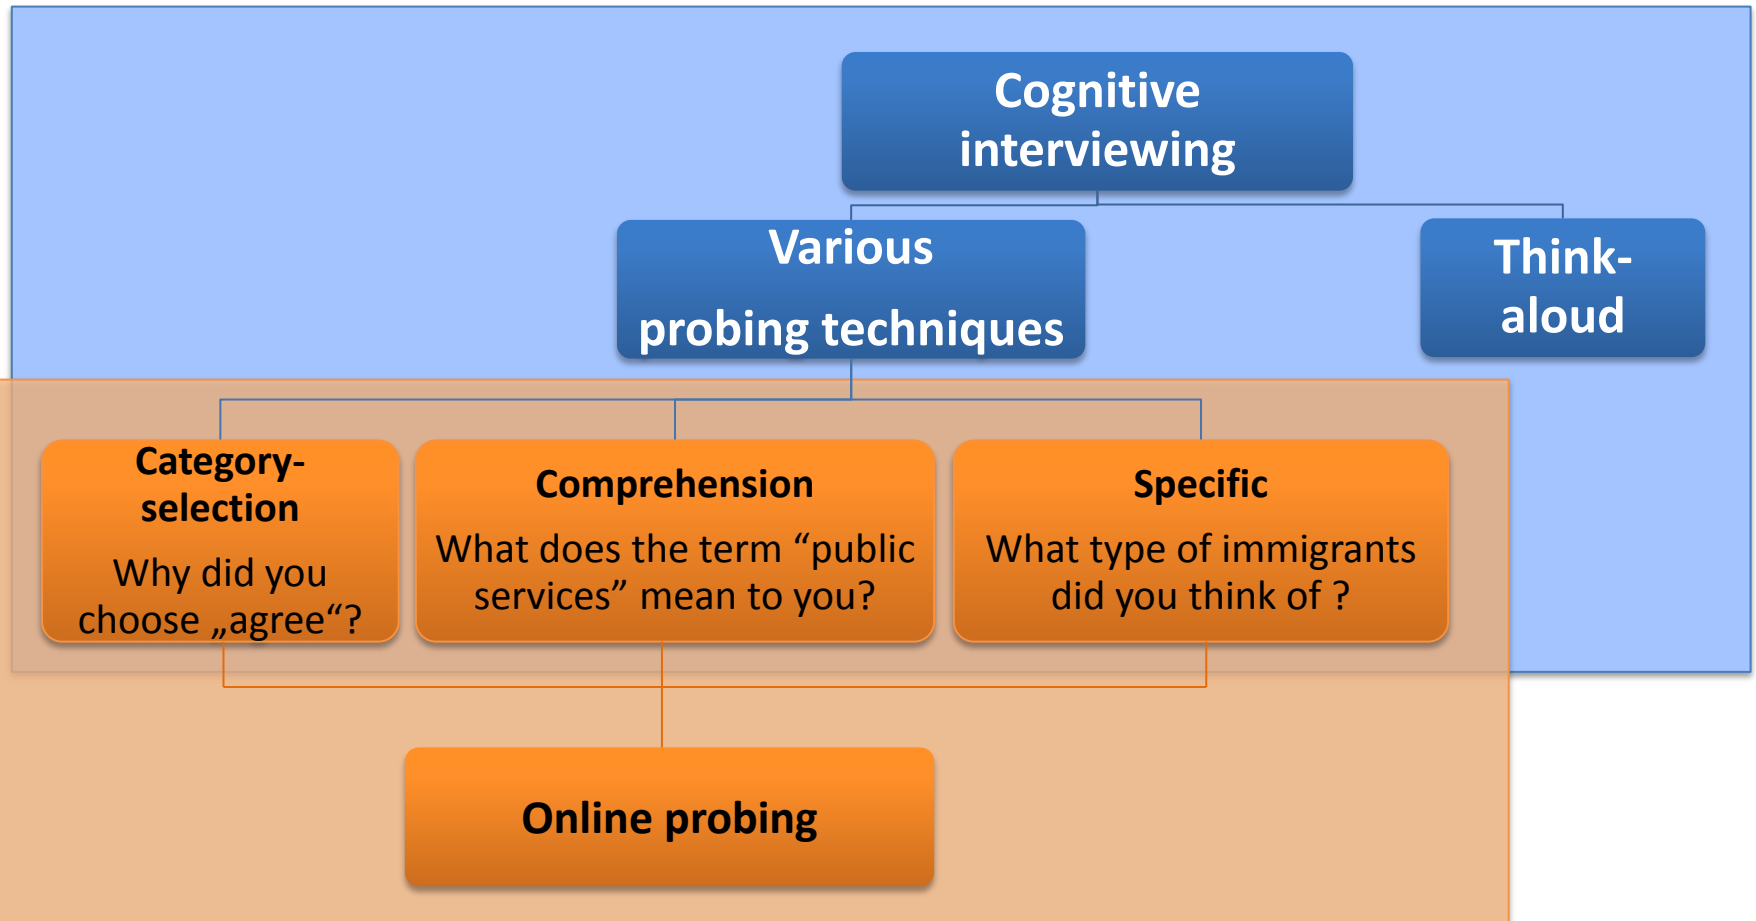 Cognitive
interviewing
Various
probing techniques
Think-
aloud
Category-
selection
Why did you
choose „agree“?
Comprehension
What does the term “public
services” mean to you?
Specific
What type of immigrants
did you think of ?
Online probing